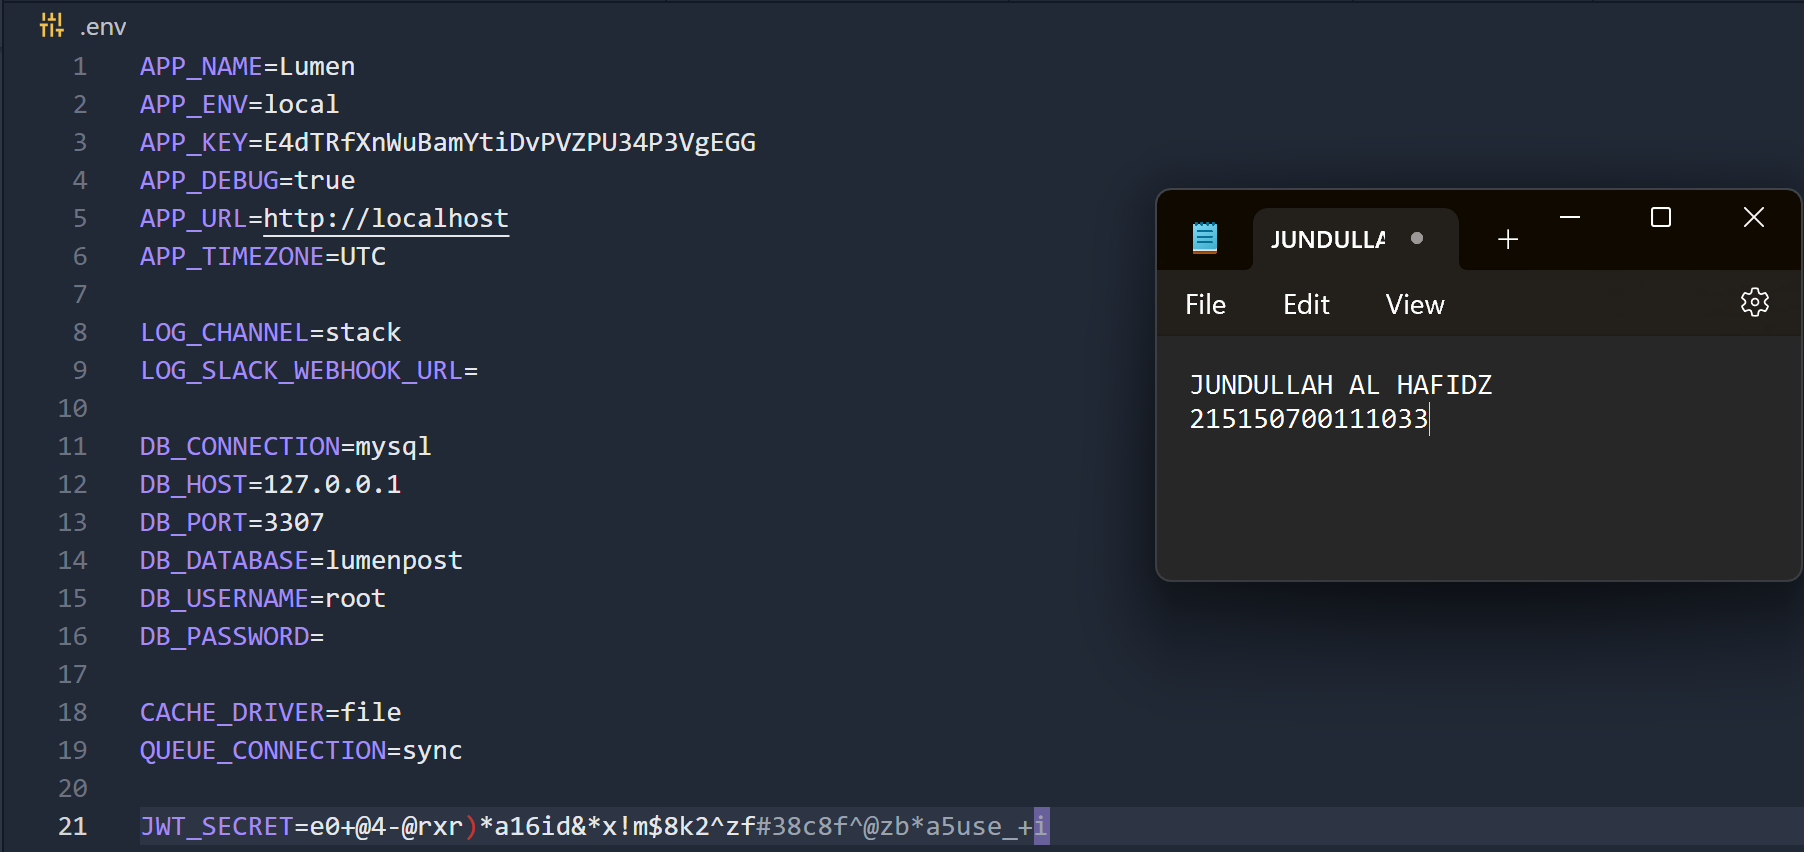 .env
1 APP_NAME=Lumen
2 APP_ENV=local
3 APP_KEY=E4dTRfXnWuBamYtiDvPVZPU34P3VgEGG
4 APP_DEBUG=true
5 APP_URL=http://localhost
6 APP_TIMEZONE=UTC
7
8 LOG_CHANNEL=stack
9 LOG_SLACK_WEBHOOK_URL=
10
11 DB_CONNECTION=mysql
12 DB_HOST=127.0.0.1
13 DB_PORT=3307
14 DB_DATABASE=lumenpost
15 DB_USERNAME=root
16 DB_PASSWORD=
17
18 CACHE_DRIVER=file
19 QUEUE_CONNECTION=sync
20
21 JWT_SECRET=e0+@4-@rxr)*a16id&*x!m$8k2^zf#38c8f^@zb*a5use_+i
JUNDULLA
File Edit View
JUNDULLAH AL HAFIDZ
215150700111033